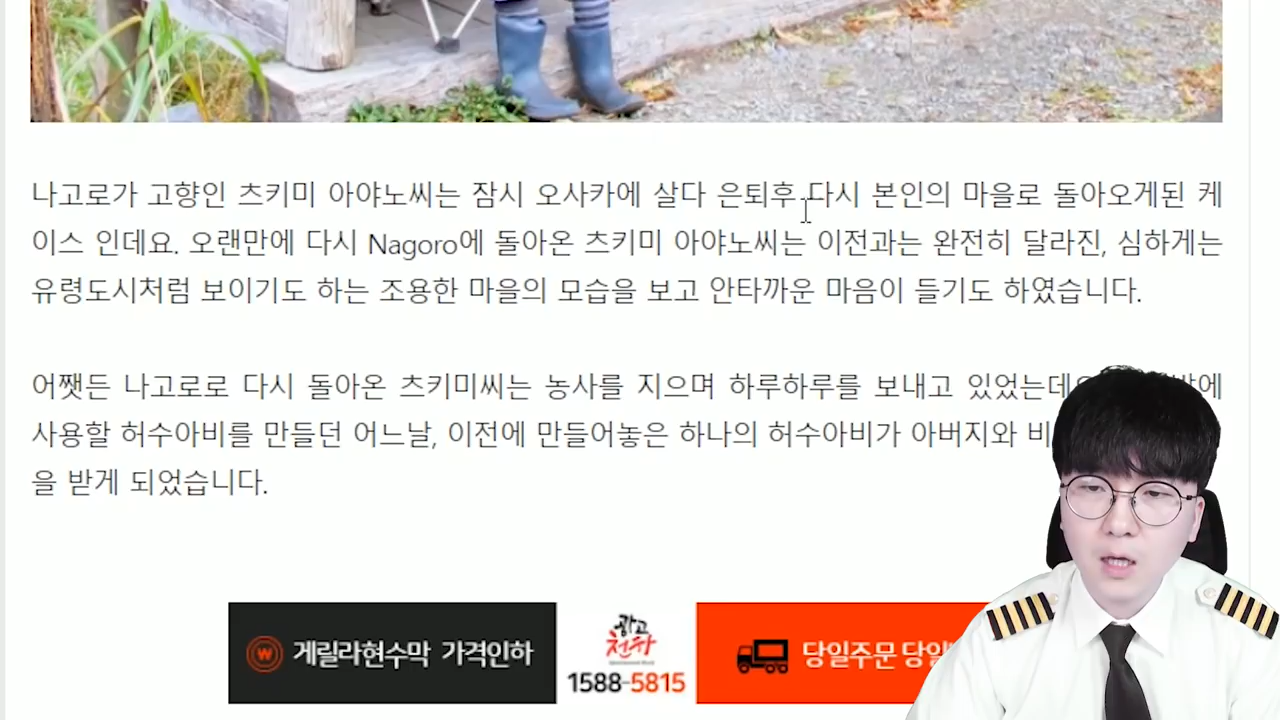 나고로가 고향인 츠키미 아야노씨는 잠시 오사카에 살다 은퇴후 다시 본인의 마을로 돌아오게된 케
이스 인데요. 오랜만에 다시 Nagoro에 돌아온 츠키미 아야노씨는 이전과는 완전히 달라진, 심하게는
유령도시처럼 보이기도 하는 조용한 마을의 모습을 보고 안타까운 마음이 들기도 하였습니다.
어쨋든 나고로로 다시 돌아온 츠키미씨는 농사를 지으며 하루하루를 보내고 있었는데
사용할 허수아비를 만들던 어느날, 이전에 만들어놓은 하나의 허수아비가 아버지와
을 받게 되었습니다.
W 게릴라현수막 가격인하
광고
천하
1588-5815
당일주문